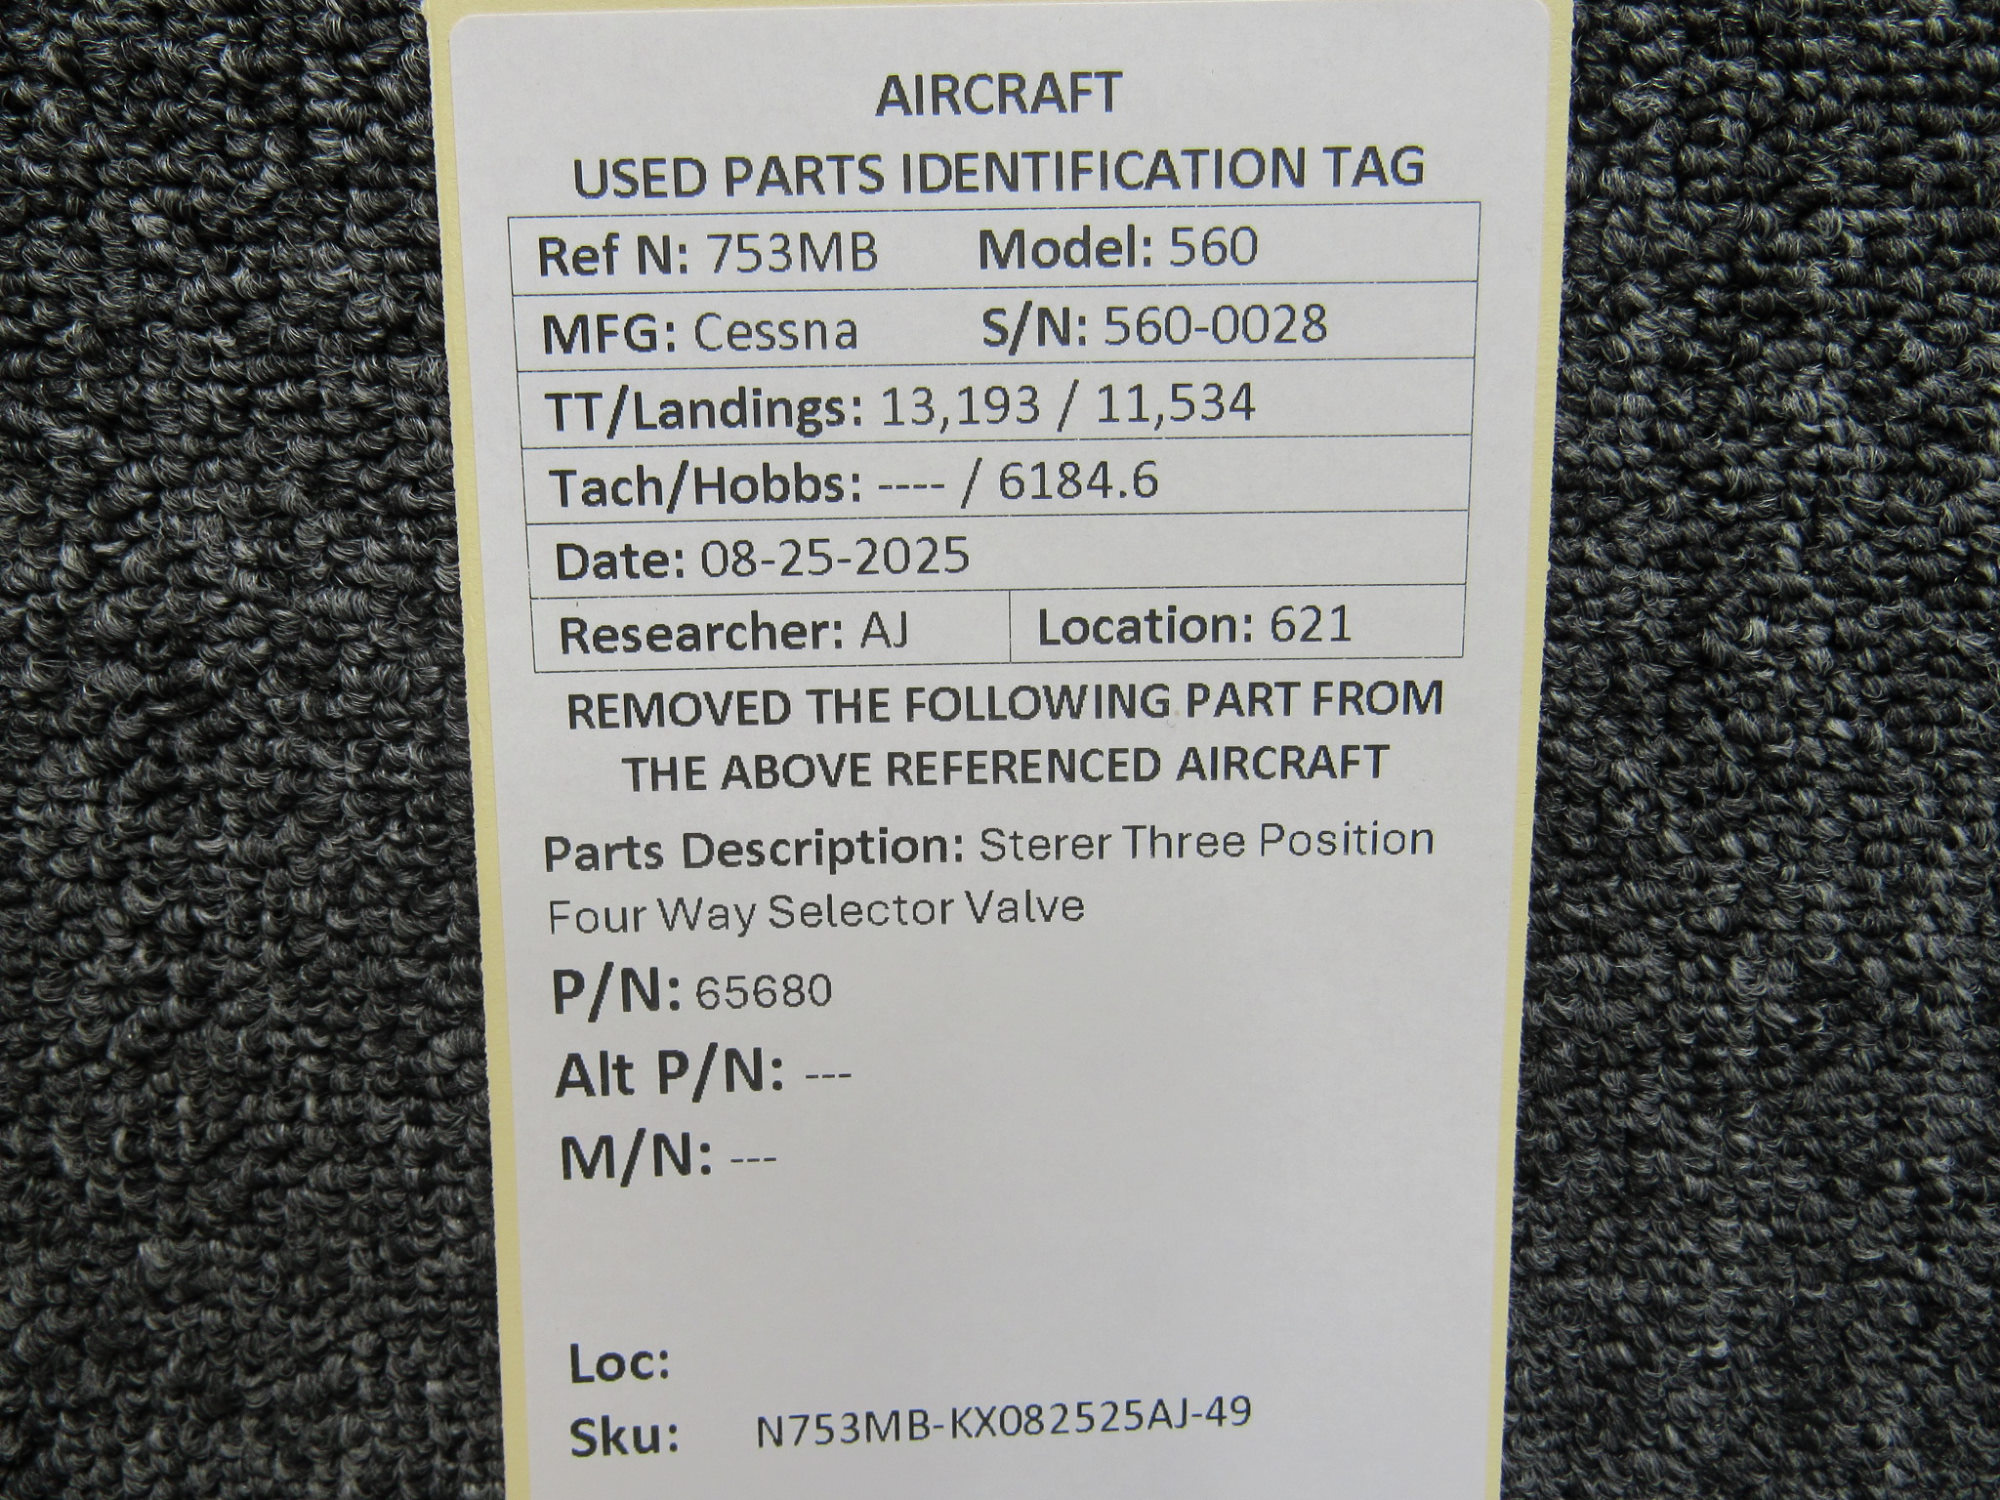 AIRCRAFT
USED PARTS IDENTIFICATION TAG
Ref N: 753MB Model: 560
MFG: Cessna S/N: 560-0028
TT/Landings: 13,193 / 11,534
Tach/Hobbs: ---- / 6184.6
Date: 08-25-2025
Researcher: AJ Location: 621
REMOVED THE FOLLOWING PART FROM
THE ABOVE REFERENCED AIRCRAFT
Parts Description: Sterer Three Position
Four Way Selector Valve
P/N: 65680
Alt P/N: ---
M/N: ---
Loc:
Sku: N753MB-KX082525AJ-49